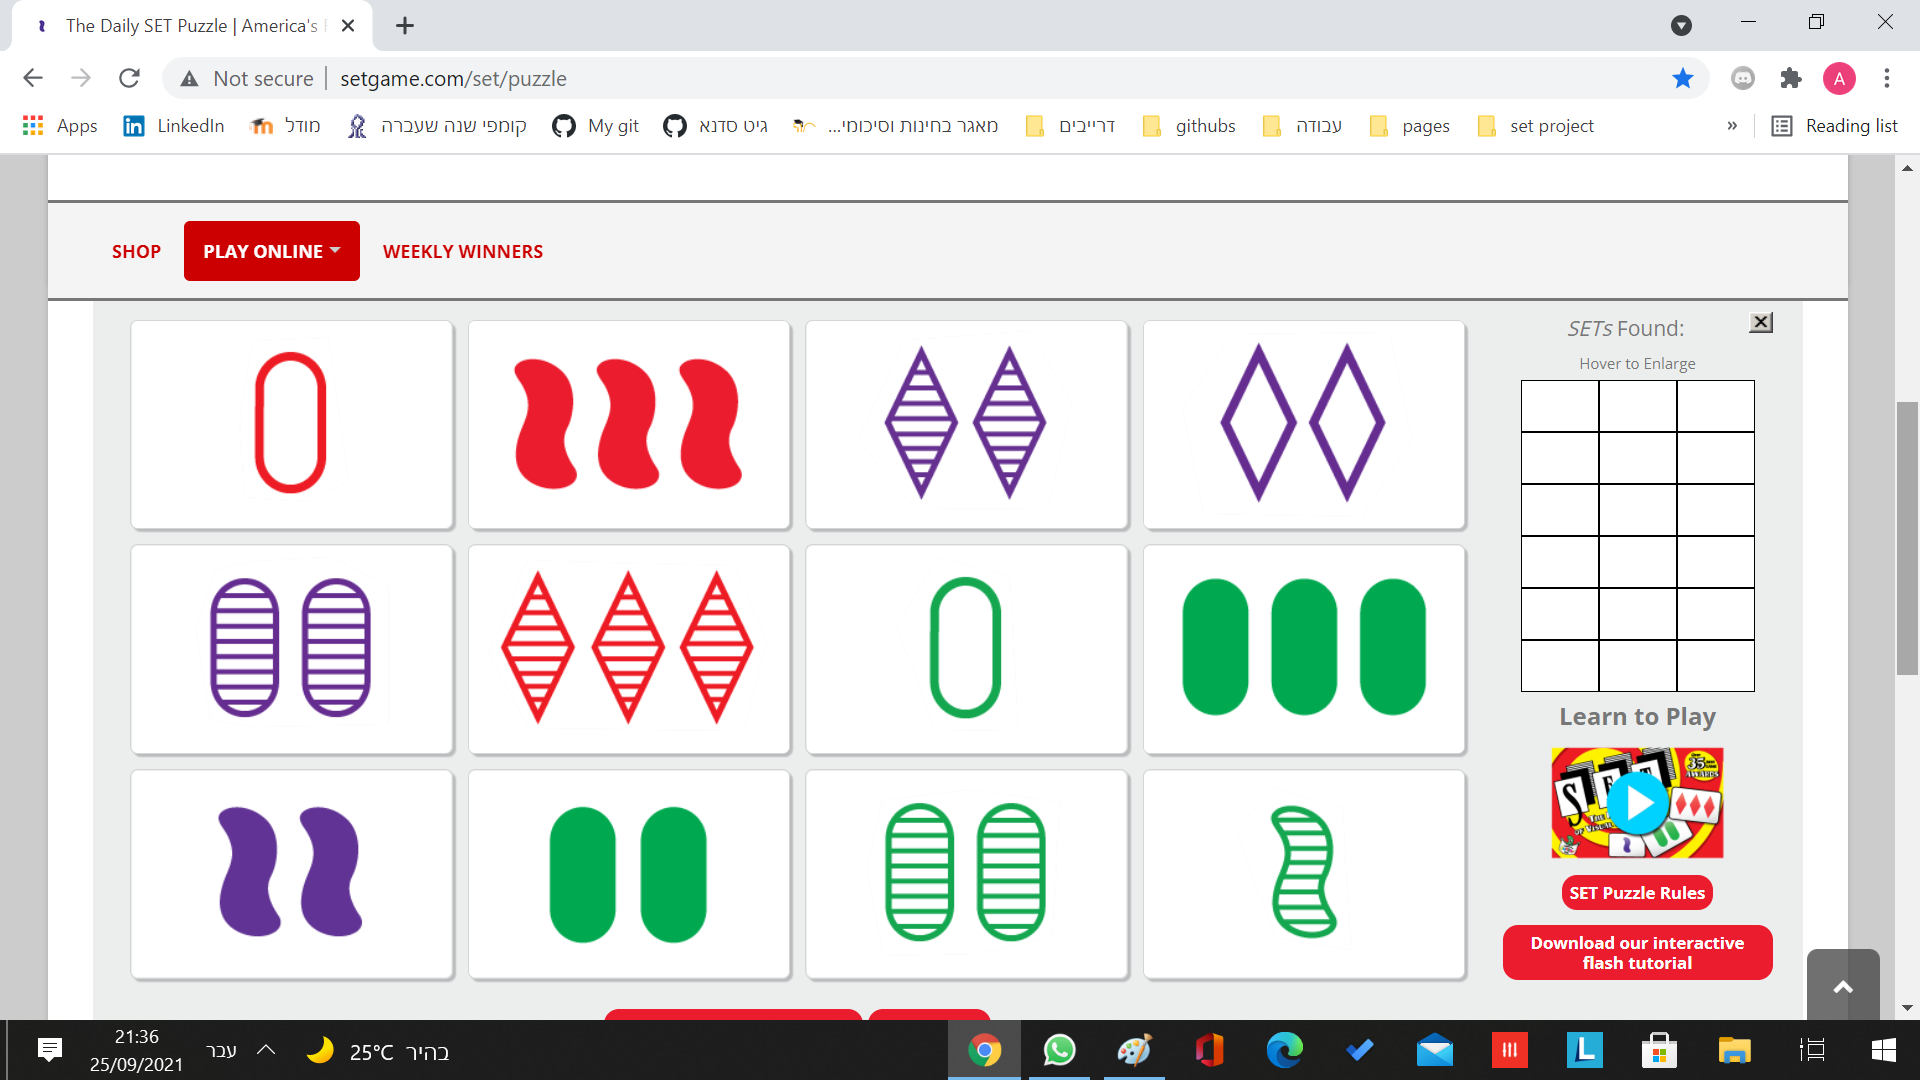 The Daily SET Puzzle | America's
Not secure
setgame.com/set/puzzle
A
Apps
LinkedIn
מודל
קומפי שנה שעברה
My git
גיט סדנא
מאגר בחינות וסיכומי...
דרייבים
githubs
עבודה
pages
set project
»
Reading list
SHOP
PLAY ONLINE
WEEKLY WINNERS
SETs Found:
Hover to Enlarge
Learn to Play
SET
SET Puzzle Rules
Download our interactive
flash tutorial
21:36
25/09/2021
עבר
25°C בהיר